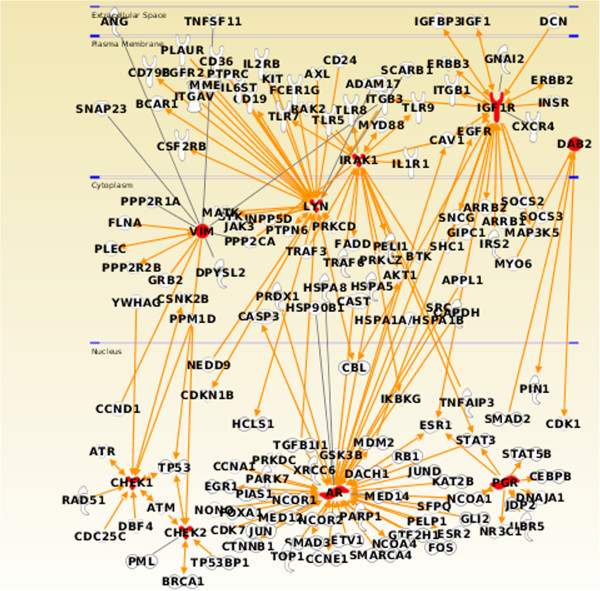 Extracellular Space
ANG
TNFSF11
IGFBP3
IGF1
DCN
Plasma Membrane
PLAUR
CD36
IL2RB
CD24
SCARB1
ERBB3
GNAI2
CD79B
FGFR2
PTPRC
KIT
AXL
ADAM17
ITGB1
ERBB2
MME
IL6ST
FCER1G
ITGAV
CD19
ITGB3
SNAP23
BCAR1
BAK2
TLR8
TLR9
IGF1R
INSR
TLR7
TLR5
MYD88
EGFR
CXCR4
CSF2RB
CAV1
DAB2
IRAK1
IL1R1
Cytoplasm
PPP2R1A
MATK
LYN
ARRB2
SOCS2
FLNA
SYK
INPP5D
SNCG
ARRB1
SOCS3
VIM
JAK3
PTPN6
PRKCD
GIPC1
MAP3K5
PLEC
PPP2CA
FADD
PELI1
SHC1
IRS2
TRAF3
BTK
PPP2R2B
DPYSL2
TRAF6
PRKCZ
MYO6
GRB2
AKT1
APPL1
YWHAG
CSNK2B
PRDX1
HSPA8
HSPA5
PPM1D
CASP3
HSP90B1
CAST
SRC
GAPDH
HSPA1A/HSPA1B
Nucleus
NEDD9
CBL
CDKN1B
IKBKG
PIN1
CCND1
TNFAIP3
HCLS1
ESR1
SMAD2
CDK1
ATR
TGFB1I1
MDM2
STAT3
TP53
CCNA1
PRKDC
GSK3B
RB1
STAT5B
CHEK1
PARK7
XRCC6
DACH1
JUND
KAT2B
PGR
CEBPB
RAD51
EGR1
PIAS1
NCOR1
AR
MED14
NCOA1
DNAJA1
ATM
NONO
FOXA1
SFPQ
JDP2
DBF4
MED12
NCOR2
PARP1
PELP1
GLI2
CDC25C
CHEK2
CDK7
JUN
GTF2H1
ESR2
NR3C1
CTNNB1
SMAD3
ETV1
NCOA4
FOS
PML
TP53BP1
TOP1
CCNE1
SMARCA4
BRCA1